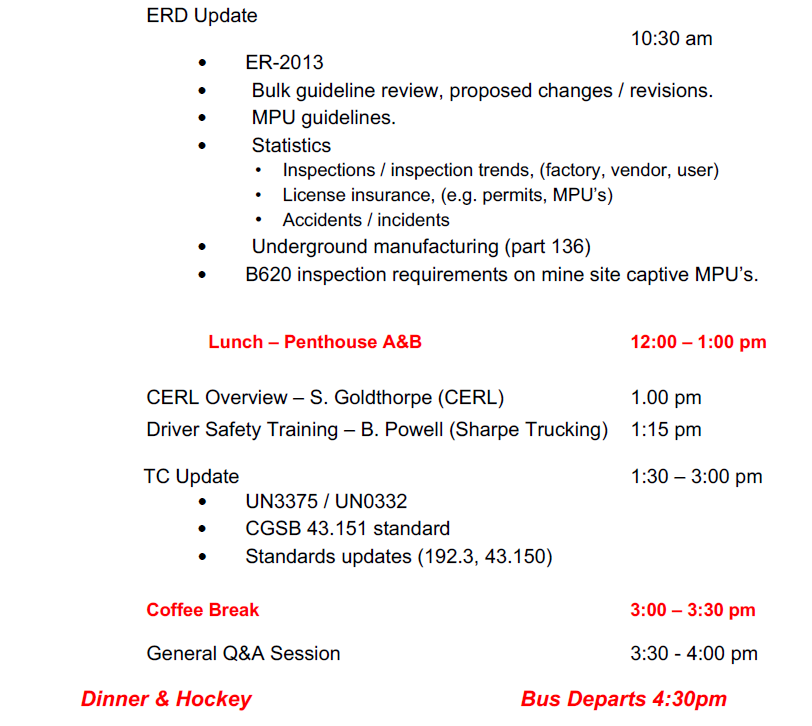 ERD Update
10:30 am
• ER-2013
• Bulk guideline review, proposed changes / revisions.
• MPU guidelines.
• Statistics
• Inspections / inspection trends, (factory, vendor, user)
• License insurance, (e.g. permits, MPU's)
• Accidents / incidents
• Underground manufacturing (part 136)
• B620 inspection requirements on mine site captive MPU's.
Lunch – Penthouse A&B 12:00 – 1:00 pm
CERL Overview – S. Goldthorpe (CERL) 1.00 pm
Driver Safety Training – B. Powell (Sharpe Trucking) 1:15 pm
TC Update 1:30 – 3:00 pm
• UN3375 / UN0332
• CGSB 43.151 standard
• Standards updates (192.3, 43.150)
Coffee Break 3:00 – 3:30 pm
General Q&A Session 3:30 - 4:00 pm
Dinner & Hockey Bus Departs 4:30pm